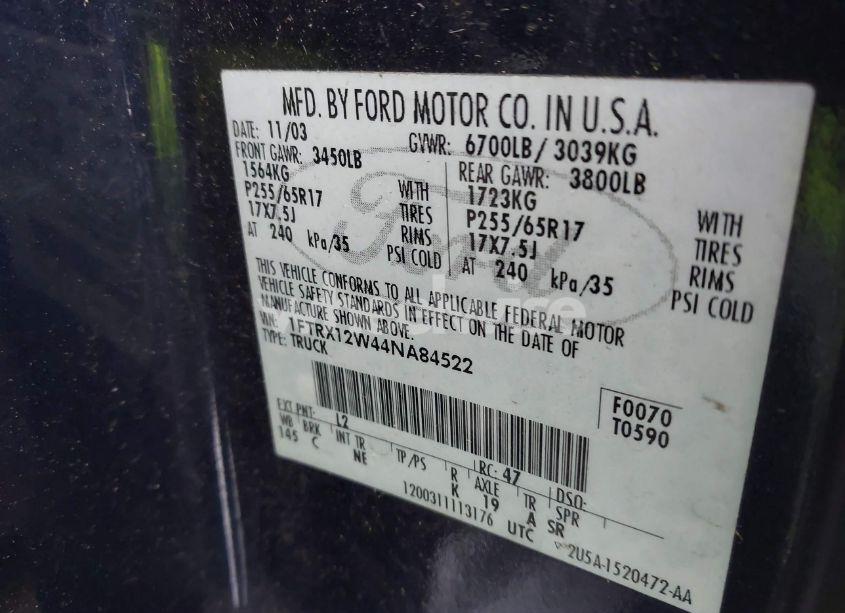 MFD. BY FORD MOTOR CO. IN U.S.A.
DATE: 11/03 GVWR: 6700LB/ 3039KG
FRONT GAWR: 3450LB REAR GAWR: 3800LB
1564KG WITH 1723KG WITH
P255/65R17 TIRES P255/65R17 TIRES
17X7.5J RIMS 17X7.5J RIMS
AT 240 kPa/35 PSI COLD AT 240 kPa/35 PSI COLD
Ford
THIS VEHICLE CONFORMS TO ALL APPLICABLE FEDERAL MOTOR
VEHICLE SAFETY STANDARDS IN EFFECT ON THE DATE OF
MANUFACTURE SHOWN ABOVE.
VIN: 1FTRX12W44NA84522
TYPE: TRUCK
F0070
T0590
EXT PNT: L2 RC: 47 DSO:
WB BRK INT TR TP/PS R AXLE TR SPR
145 C NE K 19 A SR
1200311113176 UTC 2U5A-1520472-AA